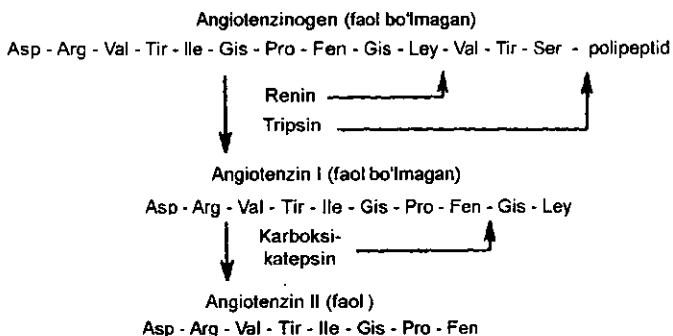 Angiotenzinogen (faol bo'lmagan)
Asp - Arg - Val - Tir - Ile - Gis - Pro - Fen - Gis - Ley - Val - Tir - Ser - polipeptid
Renin
Tripsin
Angiotenzin I (faol bo'lmagan)
Asp - Arg - Val - Tir - Ile - Gis - Pro - Fen - Gis - Ley
Karboksi-
katepsin
Angiotenzin II (faol)
Asp - Arg - Val - Tir - Ile - Gis - Pro - Fen